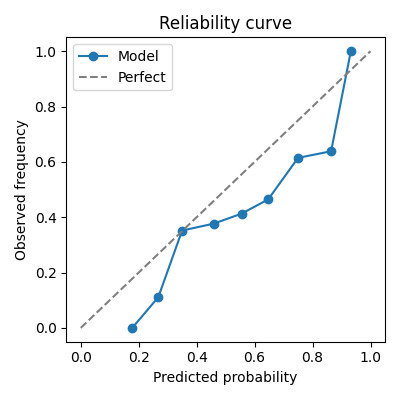 Reliability curve
Model
Perfect
Observed frequency
1.0
0.8
0.6
0.4
0.2
0.0
0.0 0.2 0.4 0.6 0.8 1.0
Predicted probability